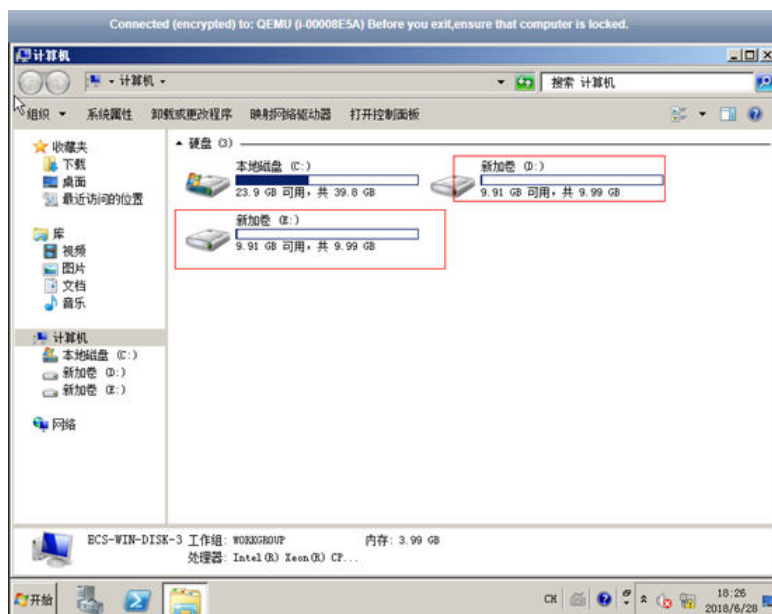 Connected (encrypted) to: QEMU (i-00008E5A) Before you exit,ensure that computer is locked.
计算机
计算机
搜索 计算机
组织 系统属性 卸载或更改程序 映射网络驱动器 打开控制面板
收藏夹
下载
桌面
最近访问的位置
库
视频
图片
文档
音乐
计算机
本地磁盘 (C:)
新加卷 (D:)
新加卷 (E:)
网络
硬盘 (3)
本地磁盘 (C:)
23.9 GB 可用，共 39.8 GB
新加卷 (D:)
9.91 GB 可用，共 9.99 GB
新加卷 (E:)
9.91 GB 可用，共 9.99 GB
ECS-WIN-DISK-3 工作组: WORKGROUP 内存: 3.99 GB
处理器: Intel(R) Xeon(R) CP...
开始
CH
18:26
2018/6/28